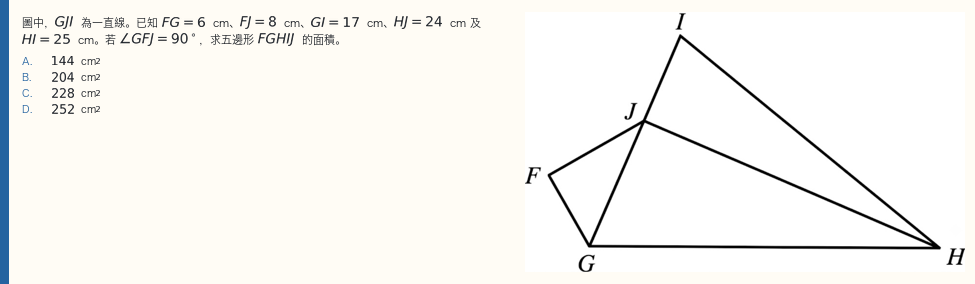 圖中，GJI 為一直線。已知 FG = 6 cm、FJ = 8 cm、GI = 17 cm、HJ = 24 cm 及
HI = 25 cm。若 ∠GFJ = 90°，求五邊形 FGHIJ 的面積。
A. 144 cm²
B. 204 cm²
C. 228 cm²
D. 252 cm²
I
J
F
G
H